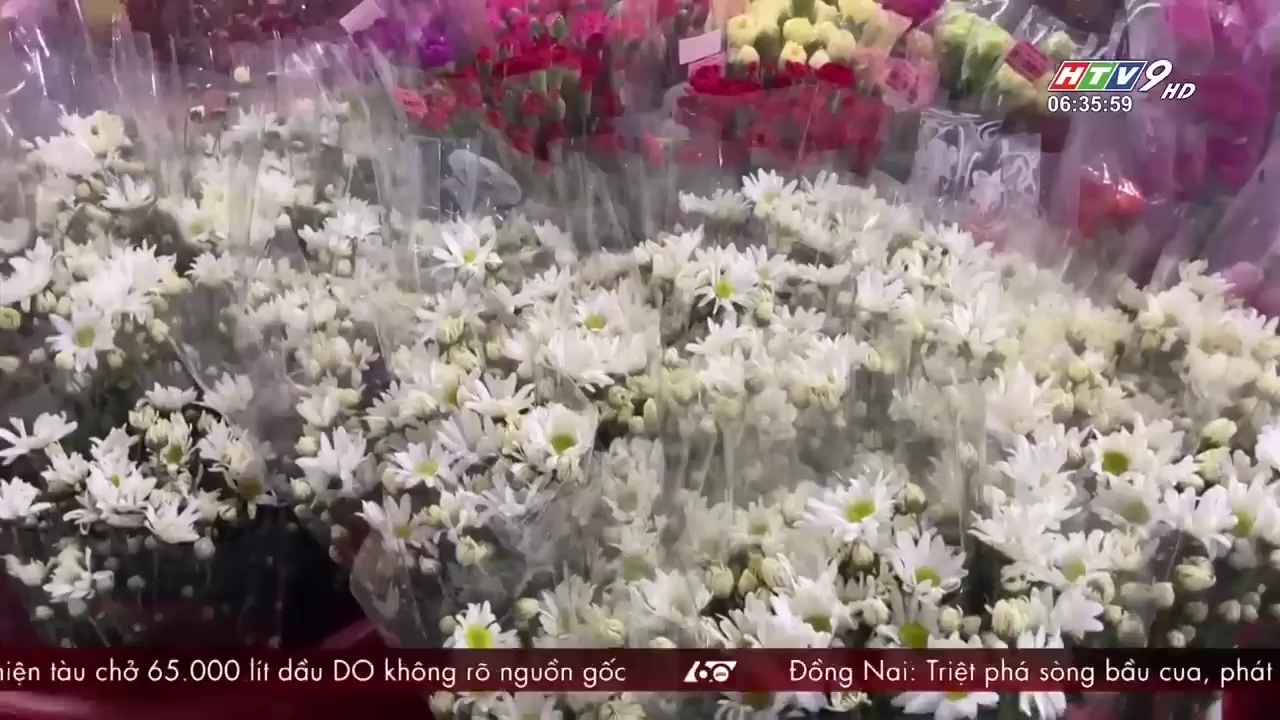 HTV9 HD
06:35:59
hiện tàu chở 65.000 lít dầu DO không rõ nguồn gốc 60 Đồng Nai: Triệt phá sòng bầu cua, phát